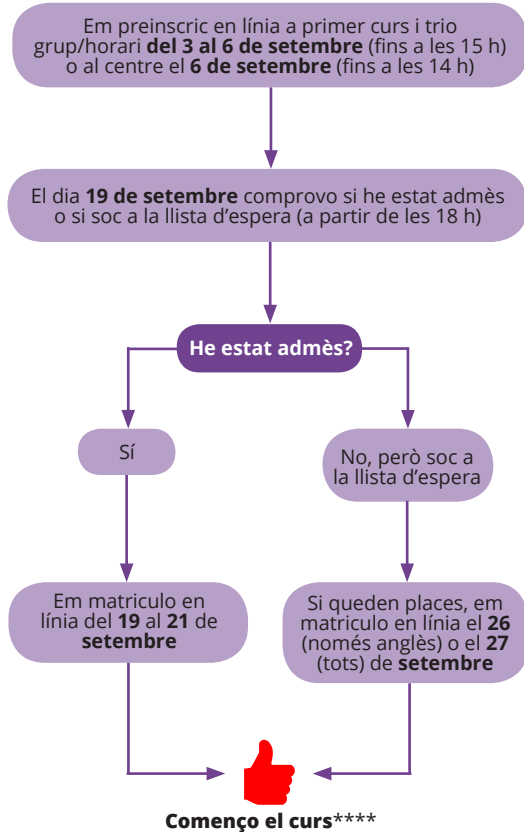 Em preinscric en línia a primer curs i trio
grup/horari del 3 al 6 de setembre (fins a les 15 h)
o al centre el 6 de setembre (fins a les 14 h)
El dia 19 de setembre comprovo si he estat admès
o si soc a la llista d’espera (a partir de les 18 h)
He estat admès?
Sí
No, però soc a
la llista d’espera
Em matriculo en
línia del 19 al 21 de
setembre
Si queden places, em
matriculo en línia el 26
(només anglès) o el 27
(tots) de setembre
Començo el curs****